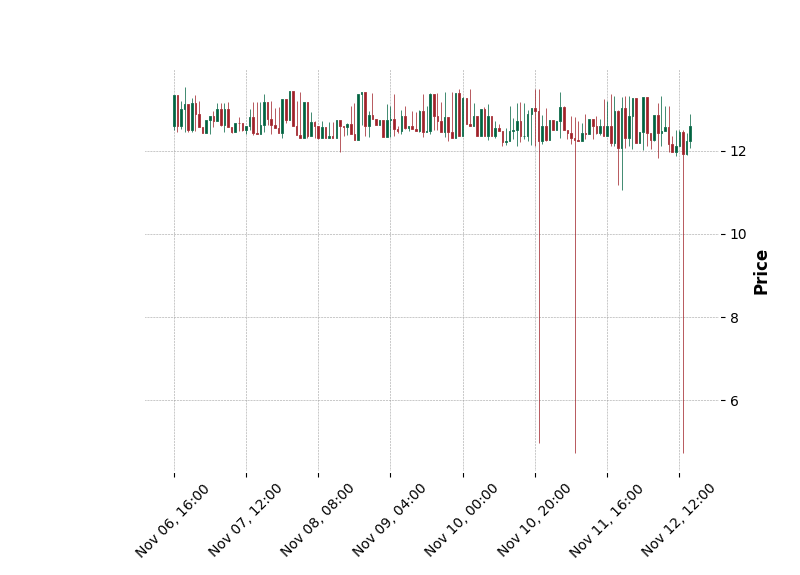 12
10
8
6
Price
Nov 06, 16:00
Nov 07, 12:00
Nov 08, 08:00
Nov 09, 04:00
Nov 10, 00:00
Nov 10, 20:00
Nov 11, 16:00
Nov 12, 12:00